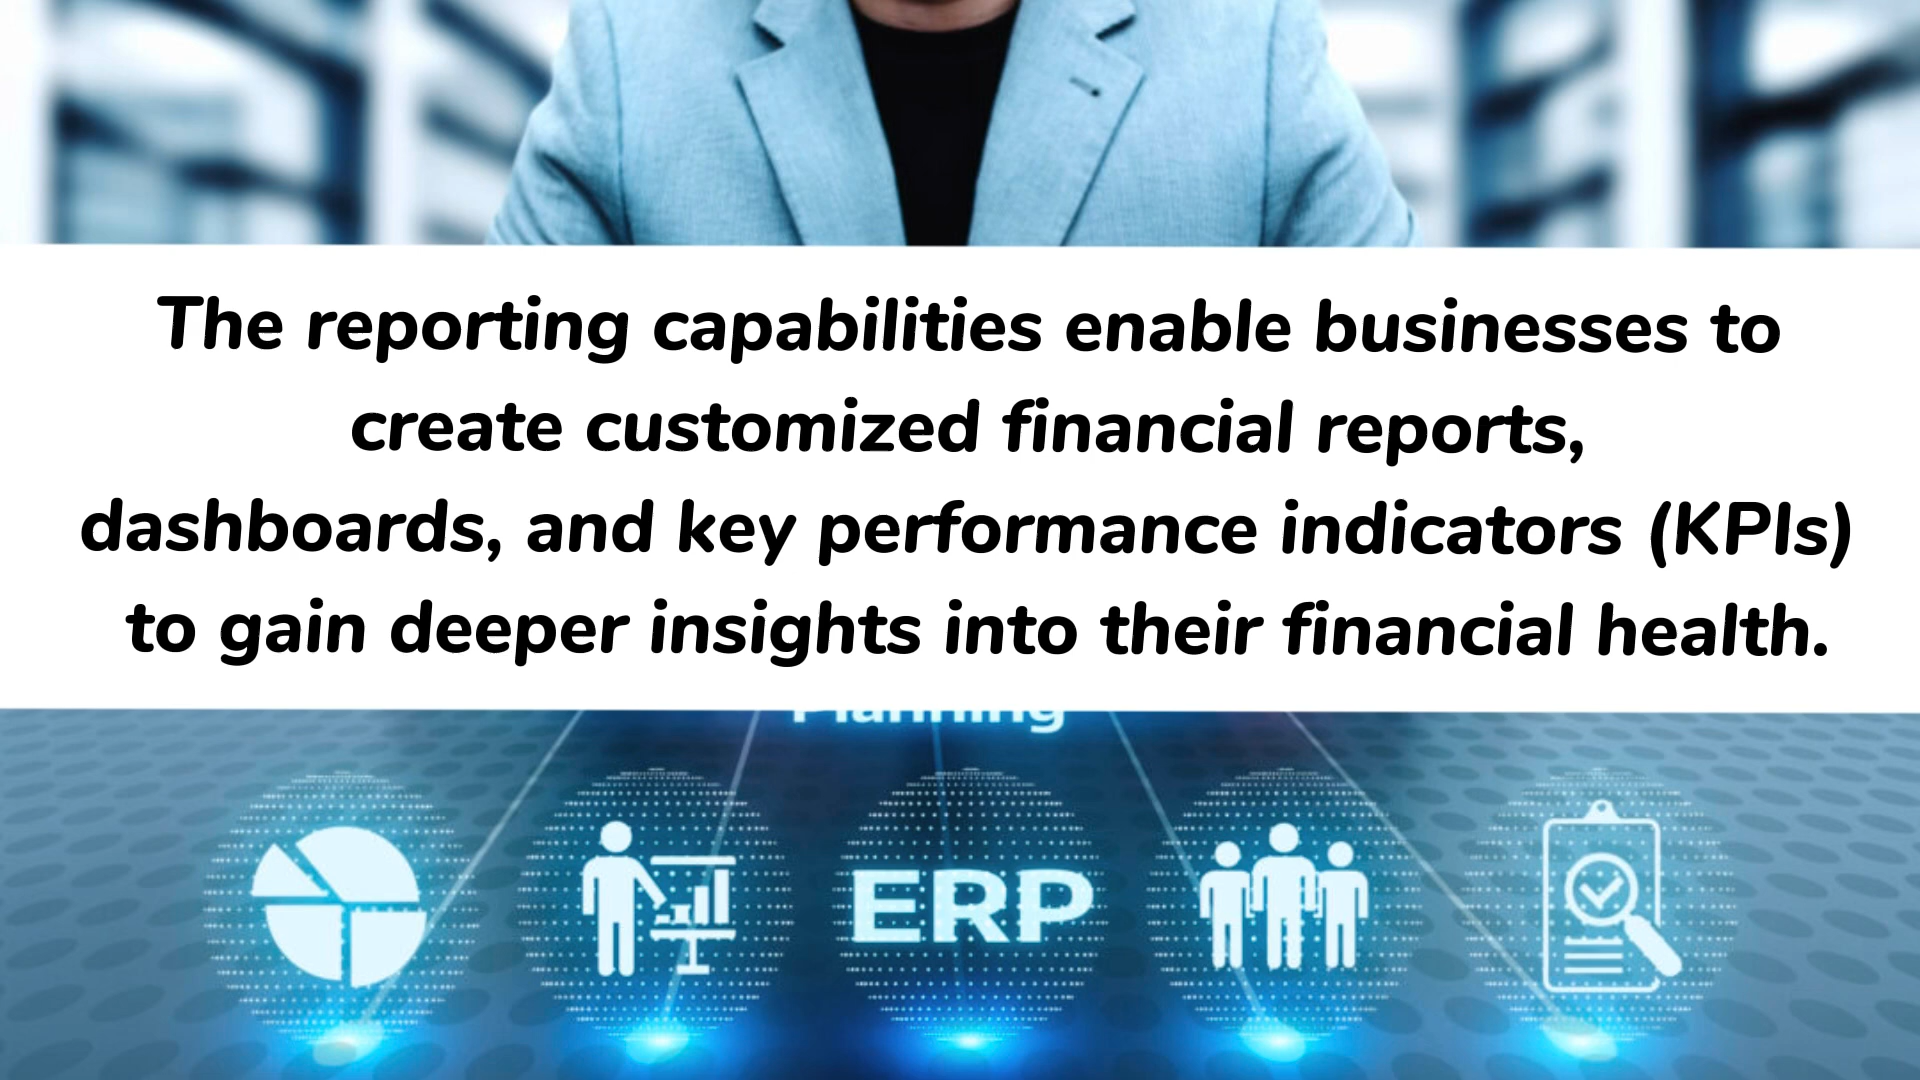 The reporting capabilities enable businesses to
create customized financial reports,
dashboards, and key performance indicators (KPIs)
to gain deeper insights into their financial health.
Planning
ERP